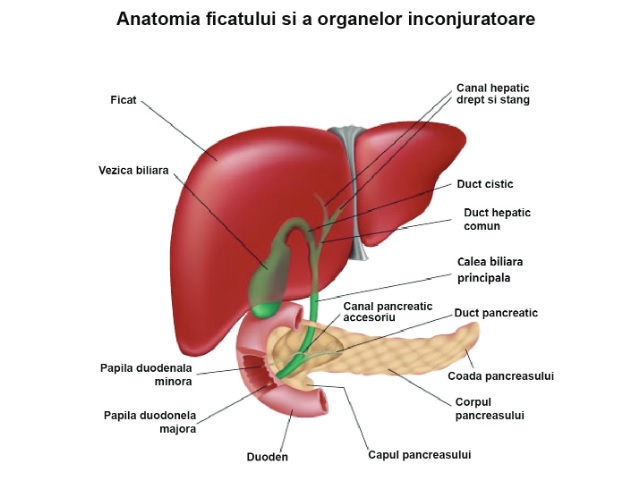 Anatomia ficatului si a organelor inconjuratoare
Canal hepatic
drept si stang
Ficat
Vezica biliara
Duct cistic
Duct hepatic
comun
Calea biliara
principala
Canal pancreatic
accesoriu
Duct pancreatic
Papila duodenala
minora
Coada pancreasului
Corpul
pancreasului
Papila duodonela
majora
Duoden
Capul pancreasului